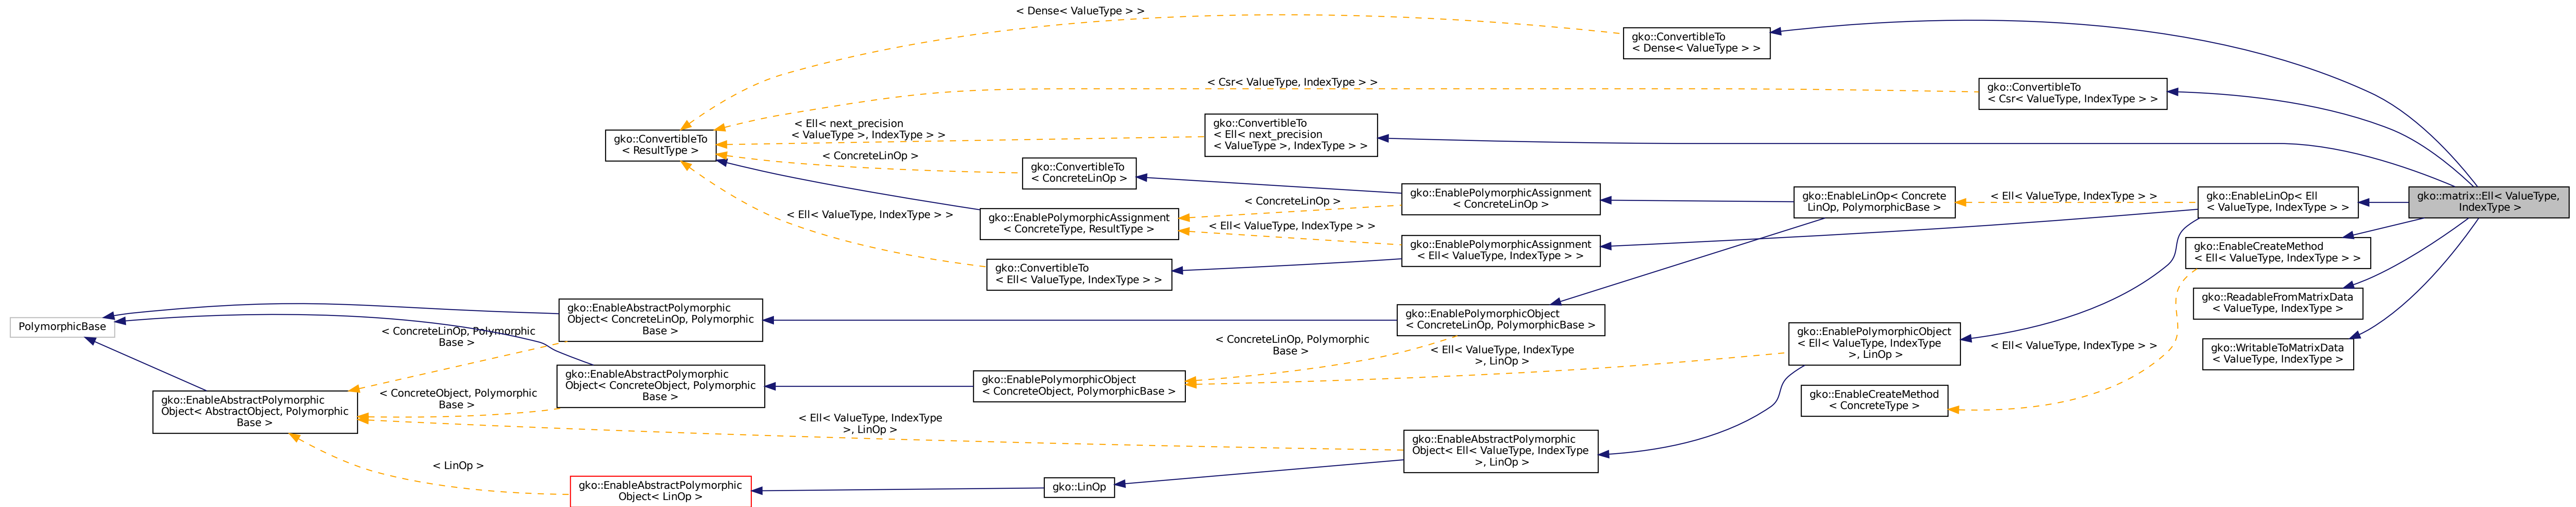 < Dense< ValueType > >
gko::ConvertibleTo
< Dense< ValueType > >
< Csr< ValueType, IndexType > >
gko::ConvertibleTo
< Csr< ValueType, IndexType > >
gko::ConvertibleTo
< ResultType >
< Ell< next_precision
< ValueType >, IndexType > >
gko::ConvertibleTo
< Ell< next_precision
< ValueType >, IndexType > >
< ConcreteLinOp >
gko::ConvertibleTo
< ConcreteLinOp >
gko::EnablePolymorphicAssignment
< ConcreteLinOp >
gko::EnableLinOp< Concrete
LinOp, PolymorphicBase >
< Ell< ValueType, IndexType > >
gko::EnableLinOp< Ell
< ValueType, IndexType > >
gko::matrix::Ell< ValueType,
IndexType >
< Ell< ValueType, IndexType > >
gko::EnablePolymorphicAssignment
< ConcreteType, ResultType >
< ConcreteLinOp >
< Ell< ValueType, IndexType > >
gko::EnablePolymorphicAssignment
< Ell< ValueType, IndexType > >
gko::EnableCreateMethod
< Ell< ValueType, IndexType > >
gko::ConvertibleTo
< Ell< ValueType, IndexType > >
gko::ReadableFromMatrixData
< ValueType, IndexType >
PolymorphicBase
gko::EnableAbstractPolymorphic
Object< ConcreteLinOp, Polymorphic
Base >
gko::EnablePolymorphicObject
< ConcreteLinOp, PolymorphicBase >
< ConcreteLinOp, Polymorphic
Base >
< ConcreteLinOp, Polymorphic
Base >
< Ell< ValueType, IndexType
>, LinOp >
gko::EnablePolymorphicObject
< Ell< ValueType, IndexType
>, LinOp >
< Ell< ValueType, IndexType > >
gko::WritableToMatrixData
< ValueType, IndexType >
gko::EnableAbstractPolymorphic
Object< ConcreteObject, Polymorphic
Base >
gko::EnablePolymorphicObject
< ConcreteObject, PolymorphicBase >
gko::EnableAbstractPolymorphic
Object< AbstractObject, Polymorphic
Base >
< ConcreteObject, Polymorphic
Base >
gko::EnableCreateMethod
< ConcreteType >
< Ell< ValueType, IndexType
>, LinOp >
gko::EnableAbstractPolymorphic
Object< Ell< ValueType, IndexType
>, LinOp >
< LinOp >
gko::EnableAbstractPolymorphic
Object< LinOp >
gko::LinOp